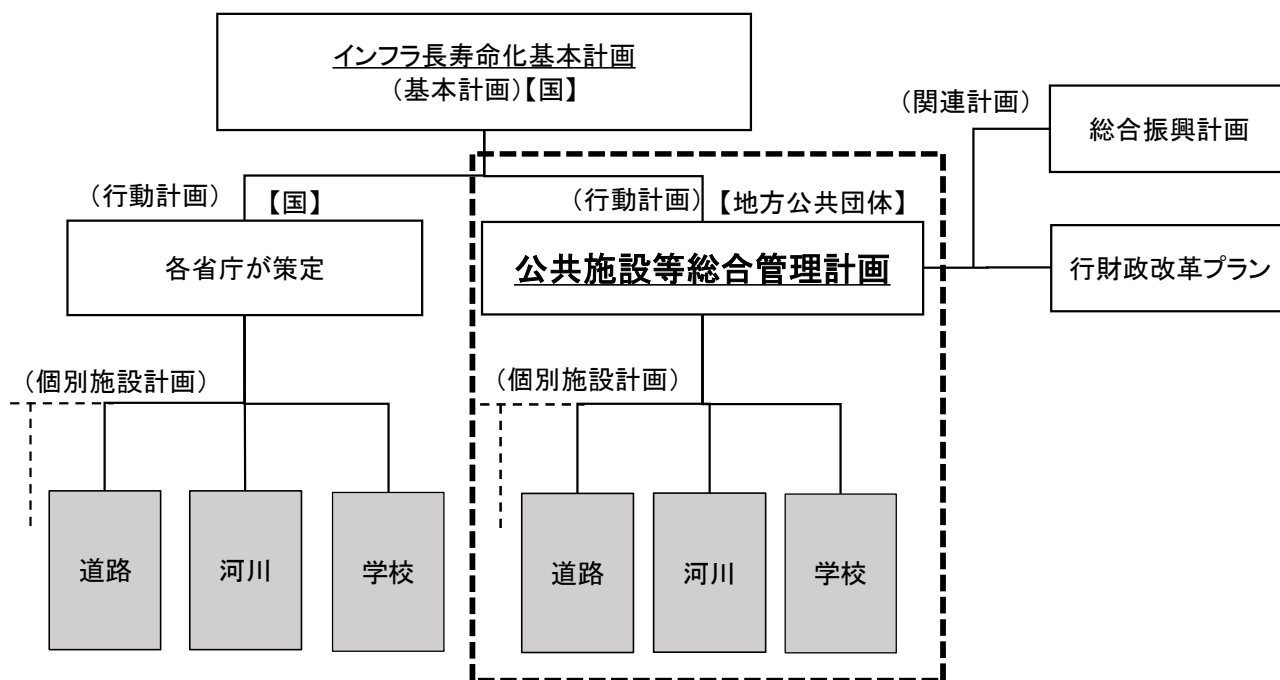 インフラ長寿命化基本計画
(基本計画)【国】
(関連計画)
総合振興計画
(行動計画)
【国】
(行動計画)
【地方公共団体】
各省庁が策定
公共施設等総合管理計画
行財政改革プラン
(個別施設計画)
(個別施設計画)
道路
河川
学校
道路
河川
学校